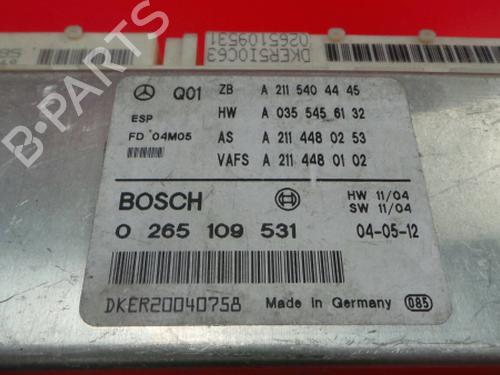 DKER5I0C63
0265109531
Q01 ZB A 211 540 44 45
ESP HW A 035 545 61 32
FD 04M05 AS A 211 448 02 53
VAFS A 211 448 01 02
BOSCH HW 11/04
SW 11/04
0 265 109 531 04-05-12
DKER20040758 Made in Germany 085